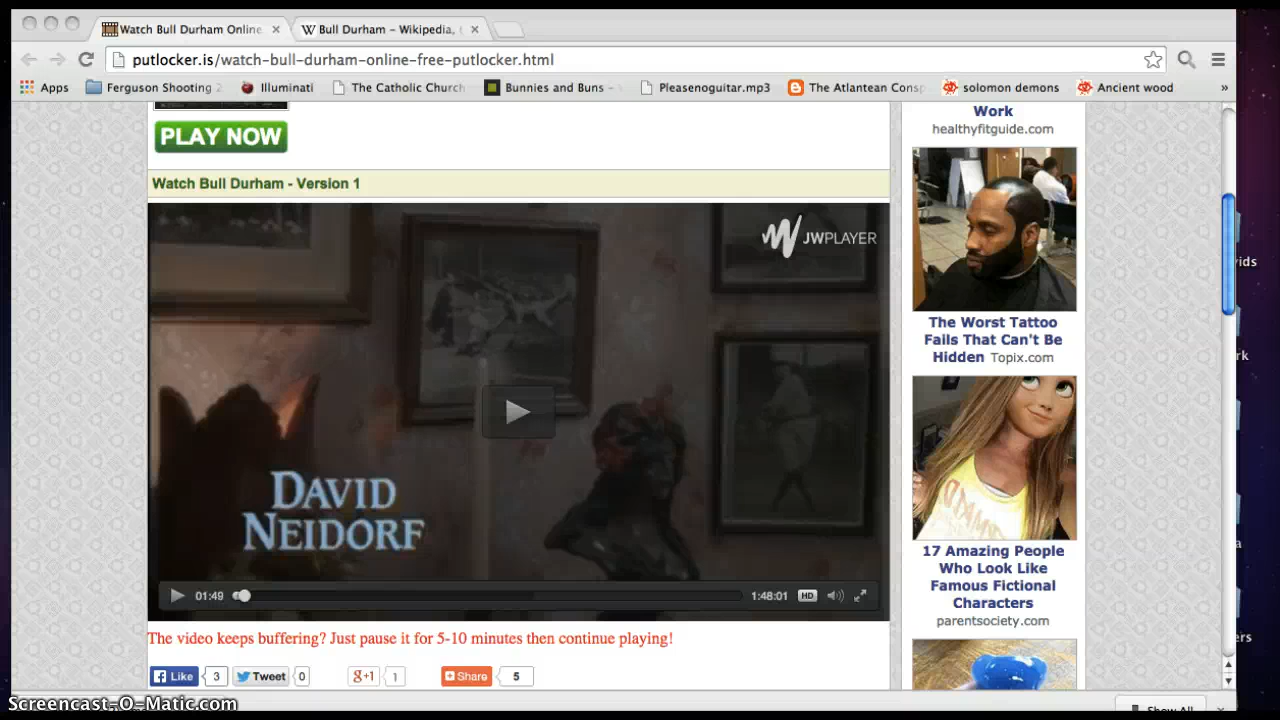 Watch Bull Durham Online
Bull Durham – Wikipedia, t
putlocker.is/watch-bull-durham-online-free-putlocker.html
Apps
Ferguson Shooting 2
Illuminati
The Catholic Church
Bunnies and Buns –
Pleasenoguitar.mp3
The Atlantean Consp
solomon demons
Ancient wood
»
PLAY NOW
Watch Bull Durham - Version 1
JWPLAYER
DAVID
NEIDORF
01:49
1:48:01
HD
The video keeps buffering? Just pause it for 5-10 minutes then continue playing!
Like
3
Tweet
0
g+1
1
Share
5
Work
healthyfitguide.com
The Worst Tattoo
Fails That Can't Be
Hidden Topix.com
17 Amazing People
Who Look Like
Famous Fictional
Characters
parentsociety.com
vids
rk
a
ers
Show All
Screencast-O-Matic.com